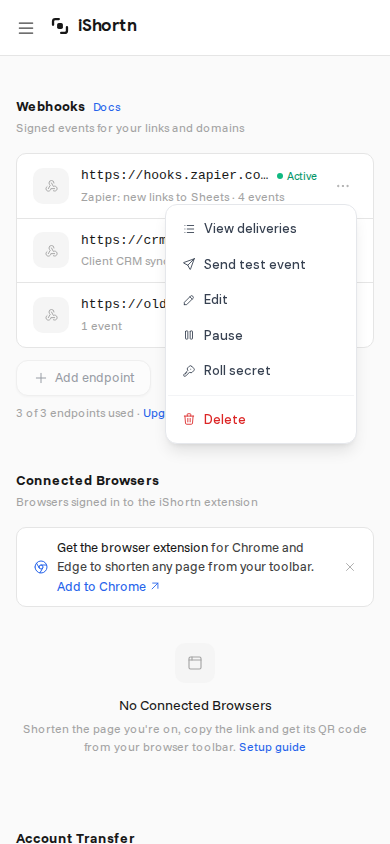 iShortn
Webhooks Docs
Signed events for your links and domains
https://hooks.zapier.co… Active
Zapier: new links to Sheets · 4 events
https://crm
Client CRM sync
https://old
1 event
View deliveries
Send test event
Edit
Pause
Roll secret
Delete
Add endpoint
3 of 3 endpoints used · Upg
Connected Browsers
Browsers signed in to the iShortn extension
Get the browser extension for Chrome and
Edge to shorten any page from your toolbar.
Add to Chrome
No Connected Browsers
Shorten the page you're on, copy the link and get its QR code
from your browser toolbar. Setup guide
Account Transfer